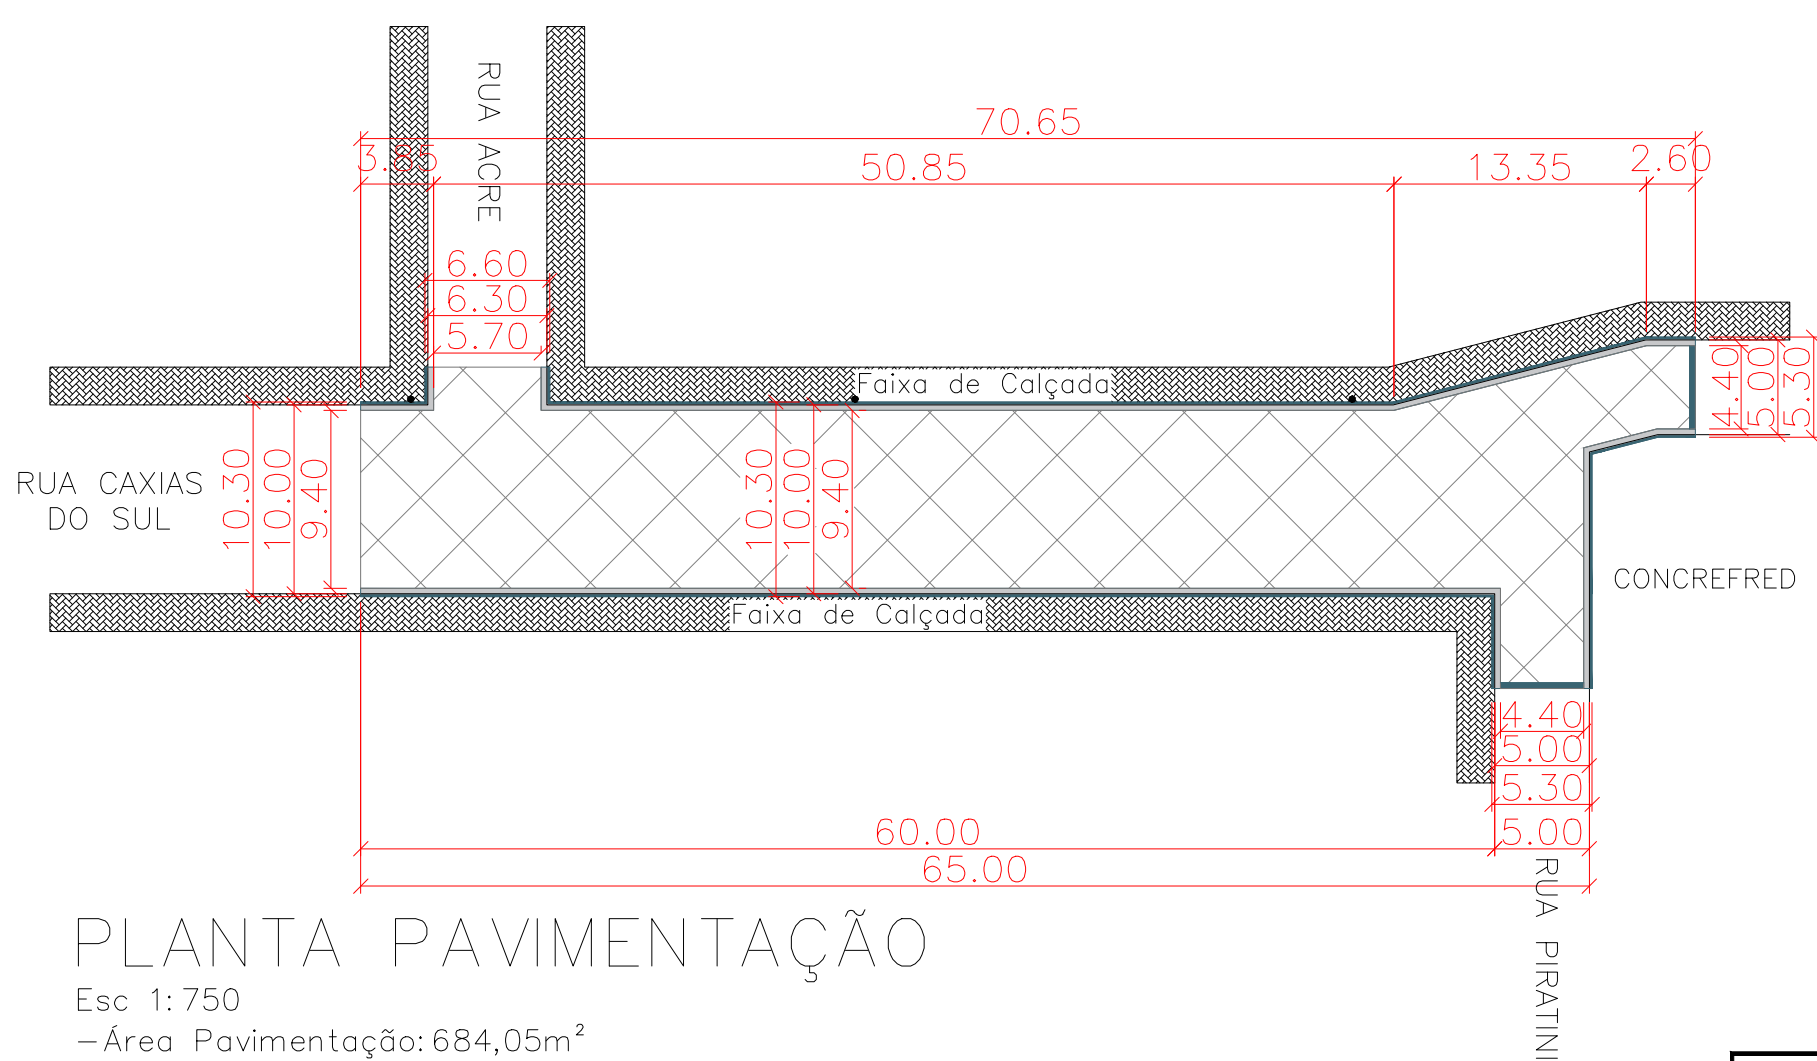 RUA ACRE
70.65
3.85
50.85
13.35
2.60
6.60
6.30
5.70
Faixa de Calçada
4.40
5.00
5.30
RUA CAXIAS
DO SUL
10.30
10.00
9.40
10.30
10.00
9.40
CONCREFRED
Faixa de Calçada
4.40
5.00
5.30
60.00
5.00
65.00
RUA PIRATINI
PLANTA PAVIMENTAÇÃO
Esc 1:750
-Área Pavimentação:684,05m²